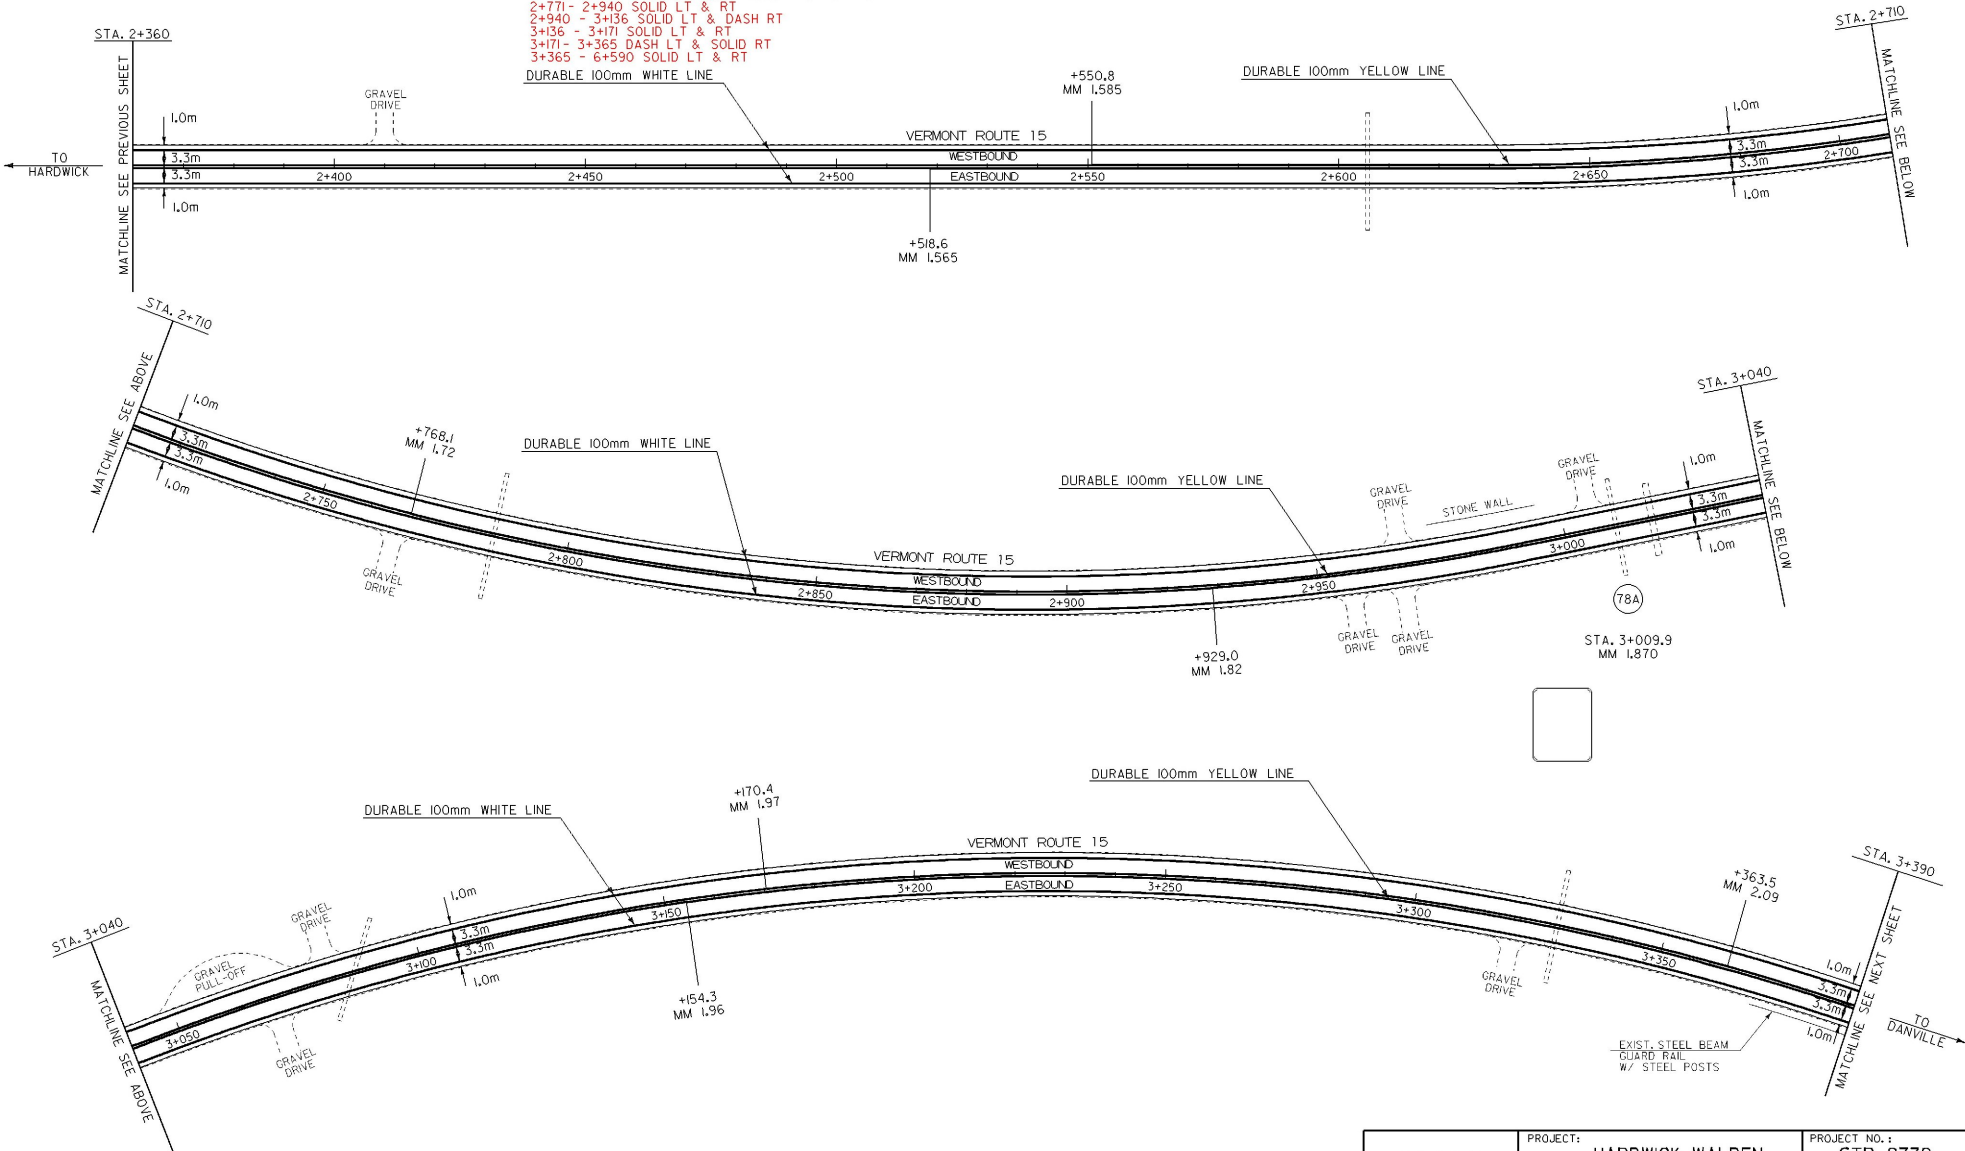 2+771- 2+940 SOLID LT & RT
2+940 - 3+136 SOLID LT & DASH RT
3+136 - 3+171 SOLID LT & RT
3+171- 3+365 DASH LT & SOLID RT
3+365 - 6+590 SOLID LT & RT
STA. 2+360
MATCHLINE SEE PREVIOUS SHEET
TO
HARDWICK
1.0m
3.3m
3.3m
1.0m
GRAVEL
DRIVE
DURABLE 100mm WHITE LINE
+550.8
MM 1.585
DURABLE 100mm YELLOW LINE
VERMONT ROUTE 15
WESTBOUND
EASTBOUND
2+400
2+450
2+500
2+550
2+600
2+650
2+700
+518.6
MM 1.565
1.0m
3.3m
3.3m
1.0m
STA. 2+710
MATCHLINE SEE BELOW
STA. 2+710
MATCHLINE SEE ABOVE
1.0m
3.3m
3.3m
1.0m
+768.1
MM 1.72
DURABLE 100mm WHITE LINE
DURABLE 100mm YELLOW LINE
GRAVEL
DRIVE
VERMONT ROUTE 15
WESTBOUND
EASTBOUND
2+750
2+800
2+850
2+900
2+950
3+000
GRAVEL
DRIVE
STONE WALL
GRAVEL
DRIVE
+929.0
MM 1.82
GRAVEL
DRIVE
GRAVEL
DRIVE
1.0m
3.3m
3.3m
1.0m
STA. 3+040
MATCHLINE SEE BELOW
78A
STA. 3+009.9
MM 1.870
STA. 3+040
MATCHLINE SEE ABOVE
GRAVEL
PULL-OFF
GRAVEL
DRIVE
GRAVEL
DRIVE
DURABLE 100mm WHITE LINE
1.0m
3.3m
3.3m
1.0m
+170.4
MM 1.97
+154.3
MM 1.96
DURABLE 100mm YELLOW LINE
VERMONT ROUTE 15
WESTBOUND
EASTBOUND
3+050
3+100
3+150
3+200
3+250
3+300
3+350
GRAVEL
DRIVE
+363.5
MM 2.09
STA. 3+390
MATCHLINE SEE NEXT SHEET
1.0m
3.3m
3.3m
1.0m
TO
DANVILLE
EXIST. STEEL BEAM
GUARD RAIL
W/ STEEL POSTS
PROJECT:
HARDWICK-WALDEN
PROJECT NO.: